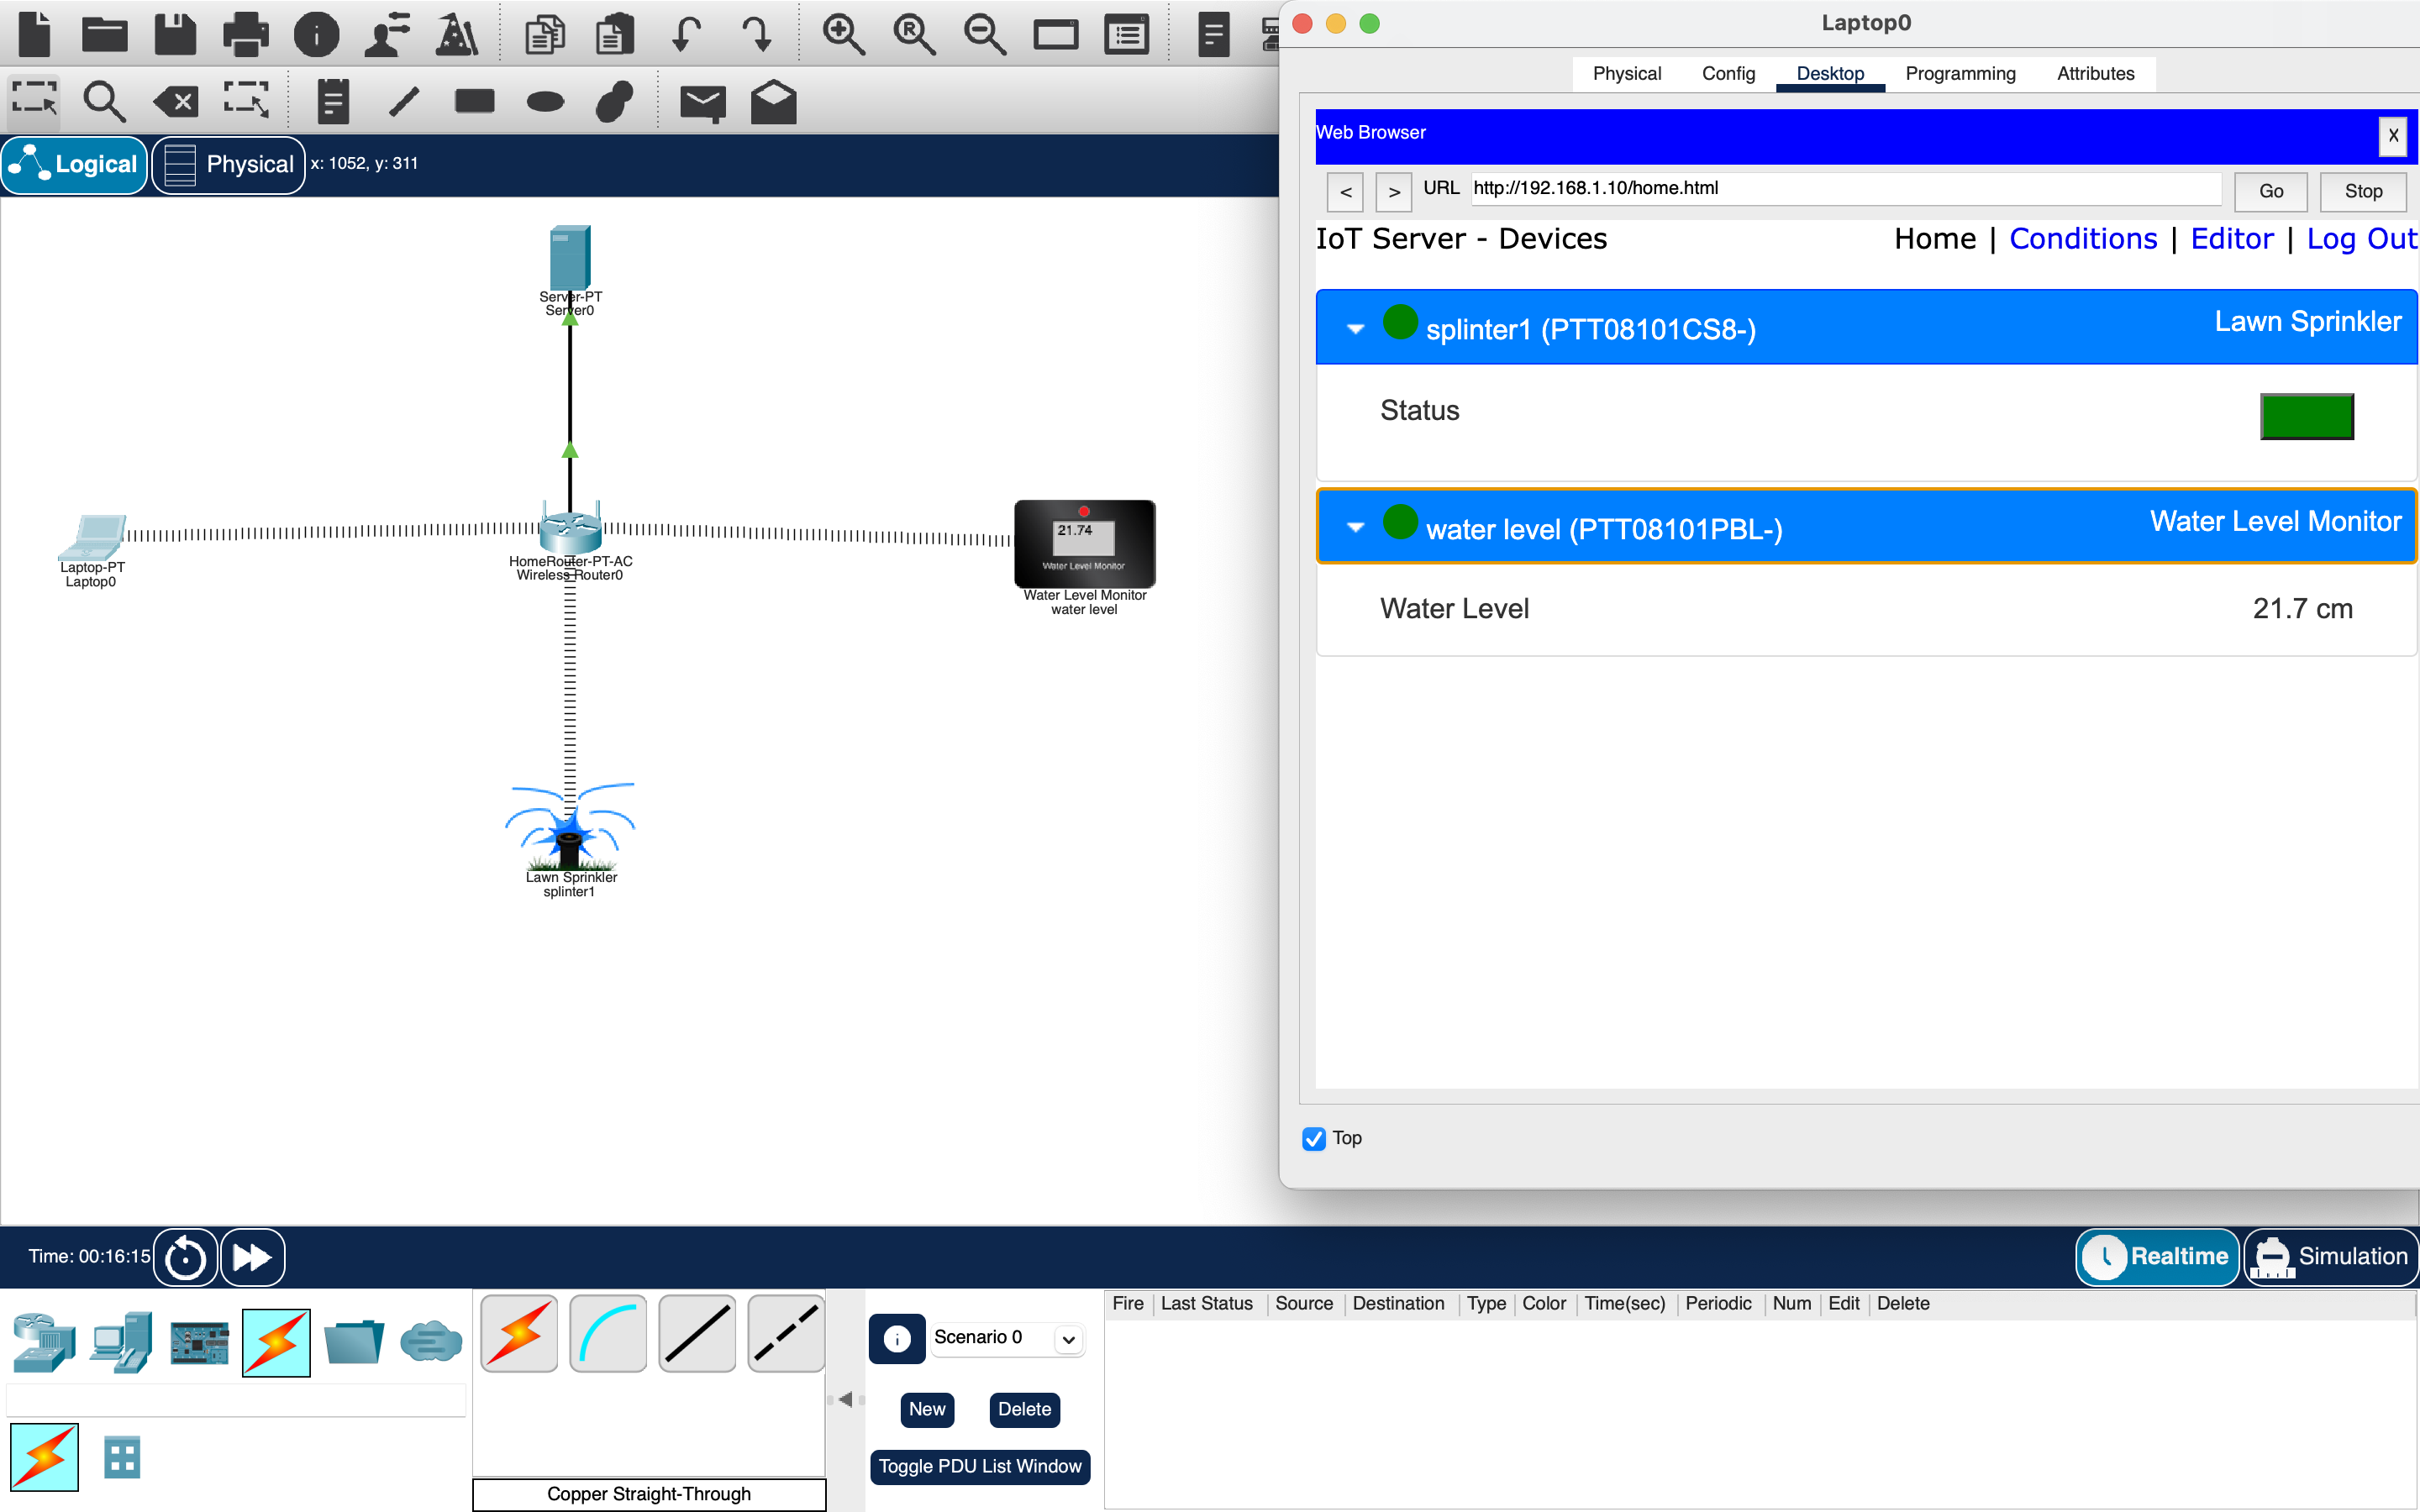 Laptop0
Physical
Config
Desktop
Programming
Attributes
Logical
Physical
x: 1052, y: 311
Web Browser
X
<
>
URL
http://192.168.1.10/home.html
Go
Stop
IoT Server - Devices
Home | Conditions | Editor | Log Out
splinter1 (PTT08101CS8-)
Lawn Sprinkler
Status
water level (PTT08101PBL-)
Water Level Monitor
Water Level
21.7 cm
Server-PT
Server0
Laptop-PT
Laptop0
HomeRouter-PT-AC
Wireless Router0
21.74
Water Level Monitor
Water Level Monitor
water level
Lawn Sprinkler
splinter1
Top
Time: 00:16:15
Realtime
Simulation
Scenario 0
New
Delete
Toggle PDU List Window
Copper Straight-Through
Fire
Last Status
Source
Destination
Type
Color
Time(sec)
Periodic
Num
Edit
Delete